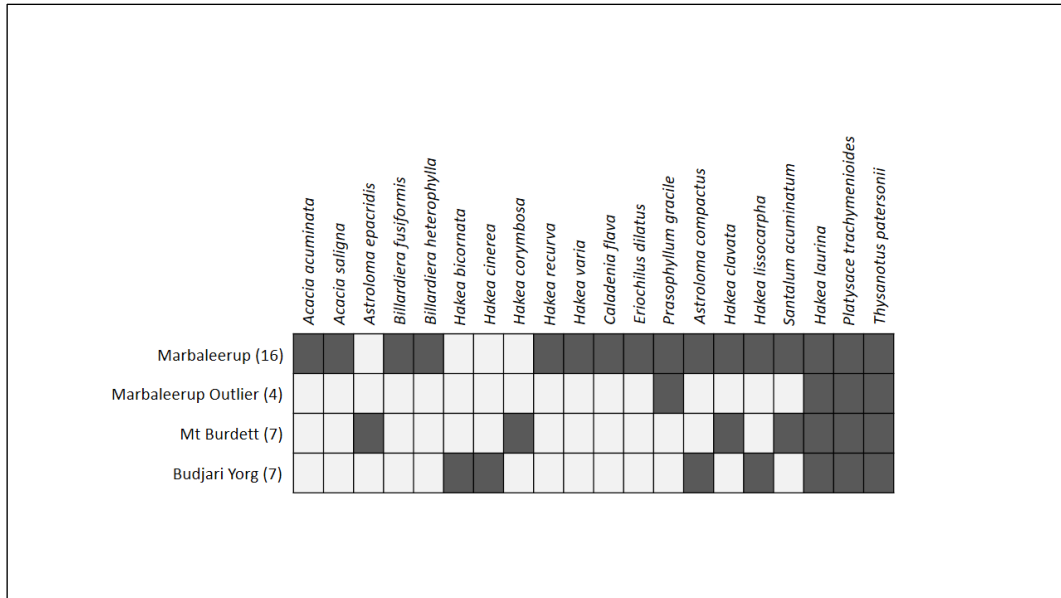 Acacia acuminata
Acacia saligna
Astroloma epacridis
Billardiera fusiformis
Billardiera heterophylla
Hakea bicornata
Hakea cinerea
Hakea corymbosa
Hakea recurva
Hakea varia
Caladenia flava
Eriochilus dilatus
Prasophyllum gracile
Astroloma compactus
Hakea clavata
Hakea lissocarpha
Santalum acuminatum
Hakea laurina
Platysace trachymenioides
Thysanotus patersonii
Marbaleerup (16)
Marbaleerup Outlier (4)
Mt Burdett (7)
Budjari Yorg (7)